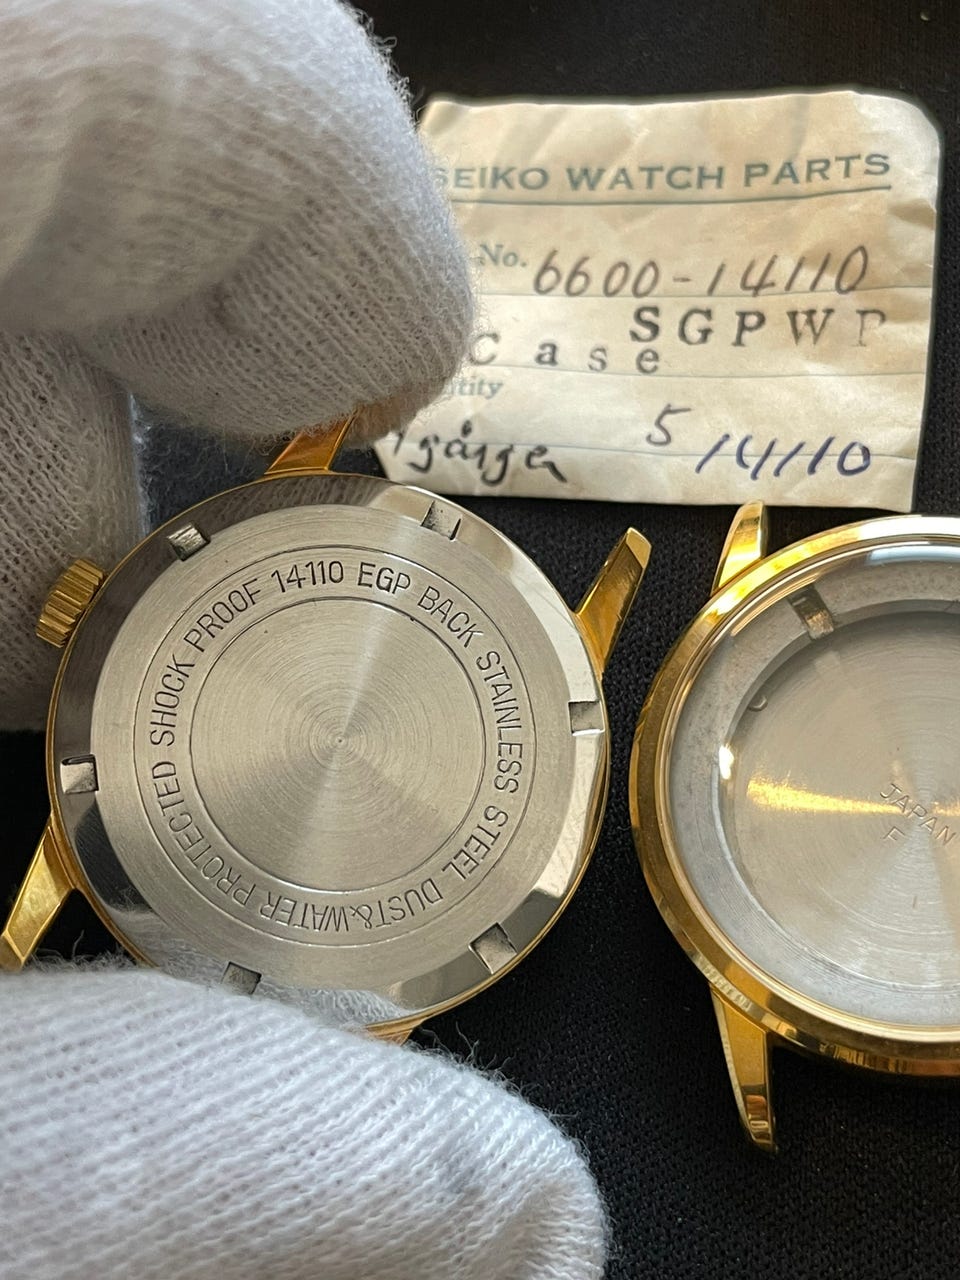 SEIKO WATCH PARTS
No. 6600-14110
SGPWP
Case
tity
5 14110
14110 EGP BACK STAINLESS STEEL DUST&WATER PROTECTED SHOCK PROOF
JAPAN
F